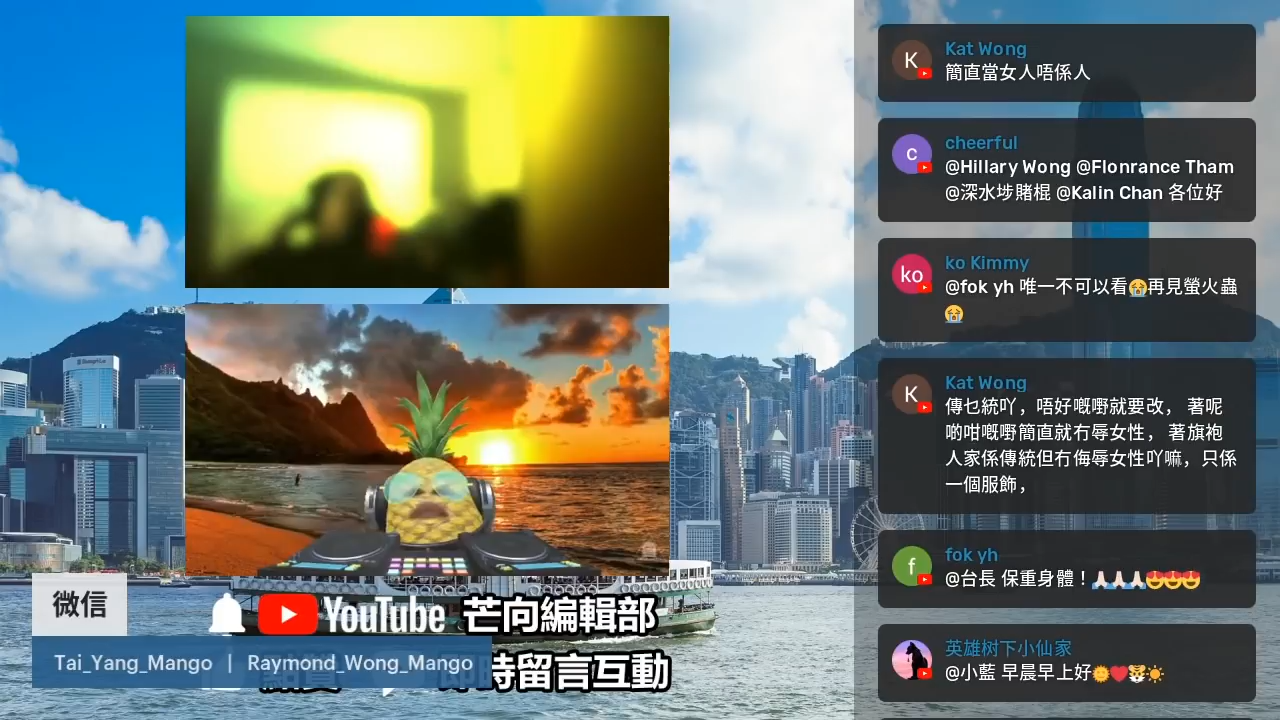 Kat Wong
簡直當女人唔係人
cheerful
@Hillary Wong @Flonrance Tham
@深水埗賭棍 @Kalin Chan 各位好
ko Kimmy
@fok yh 唯一不可以看😭再見螢火蟲
😭
Kat Wong
傳乜統吖，唔好嘅嘢就要改， 著呢
啲咁嘅嘢簡直就冇辱女性， 著旗袍
人家係傳統但冇侮辱女性吖嘛，只係
一個服飾，
fok yh
@台長 保重身體！🙏🏻🙏🏻🙏🏻😍😍😍
英雄树下小仙家
@小藍 早晨早上好🌞❤️🐯☀️
微信
Tai_Yang_Mango | Raymond_Wong_Mango
YouTube 芒向編輯部
即時留言互動